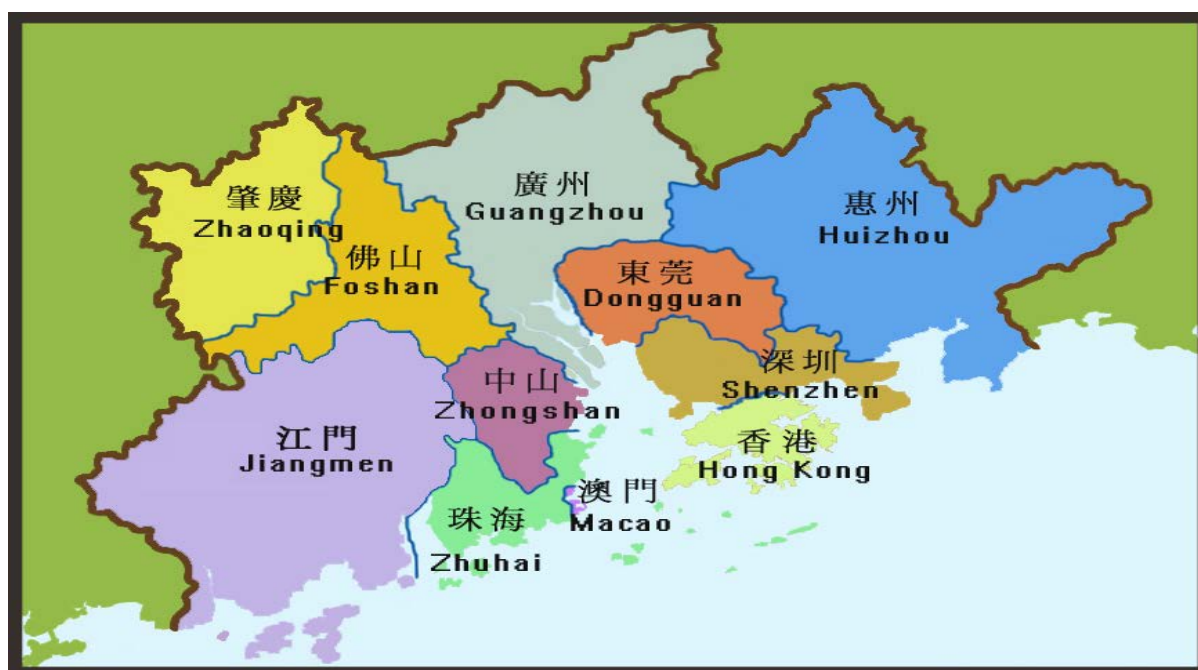 肇慶
Zhaoqing
廣州
Guangzhou
惠州
Huizhou
佛山
Foshan
東莞
Dongguan
深圳
Shenzhen
中山
Zhongshan
江門
Jiangmen
香港
Hong Kong
澳門
Macao
珠海
Zhuhai